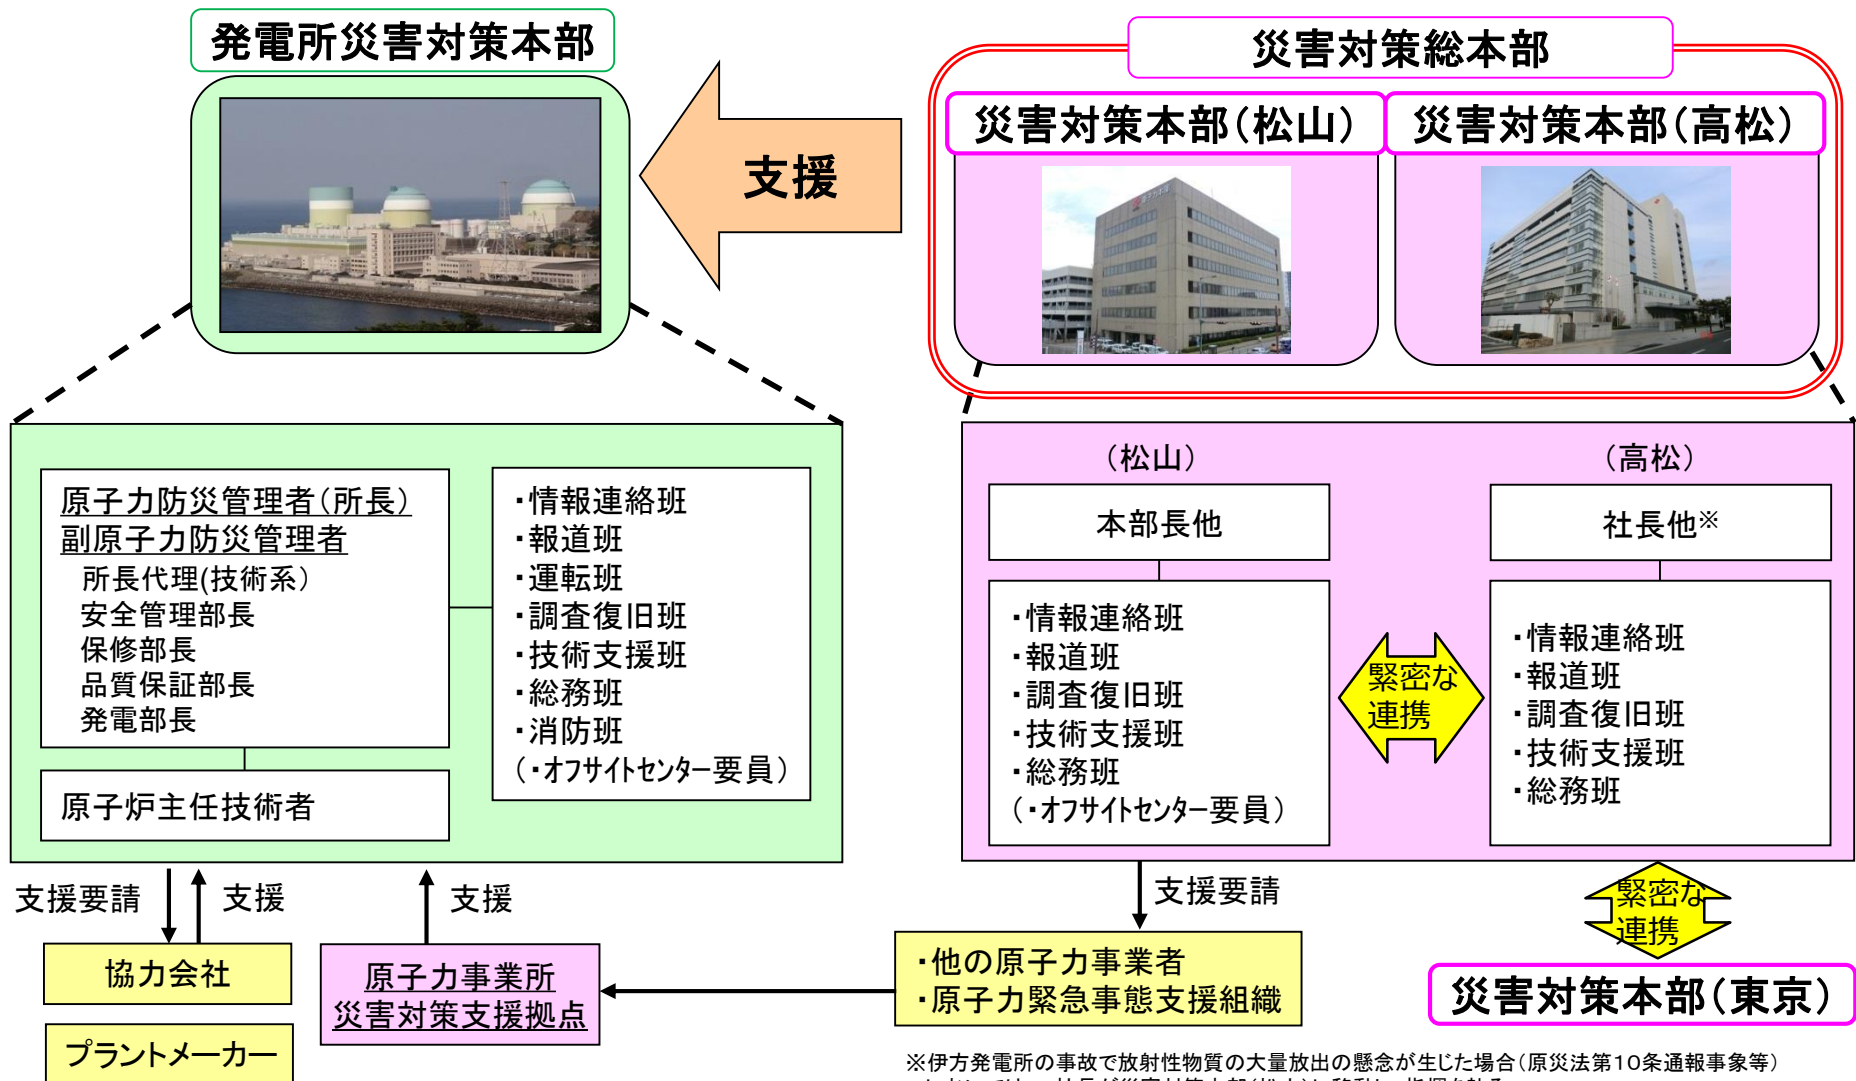 発電所災害対策本部
災害対策総本部
災害対策本部（松山）
災害対策本部（高松）
支援
原子力防災管理者（所長）
副原子力防災管理者
所長代理(技術系）
安全管理部長
保修部長
品質保証部長
発電部長
原子炉主任技術者
・情報連絡班
・報道班
・運転班
・調査復旧班
・技術支援班
・総務班
・消防班
（・オフサイトセンター要員）
（松山）
本部長他
・情報連絡班
・報道班
・調査復旧班
・技術支援班
・総務班
（・オフサイトセンター要員）
緊密な
連携
（高松）
社長他※
・情報連絡班
・報道班
・調査復旧班
・技術支援班
・総務班
支援要請
支援
支援
支援要請
緊密な
連携
協力会社
プラントメーカー
原子力事業所
災害対策支援拠点
・他の原子力事業者
・原子力緊急事態支援組織
災害対策本部（東京）
※伊方発電所の事故で放射性物質の大量放出の懸念が生じた場合（原災法第１０条通報事象等）